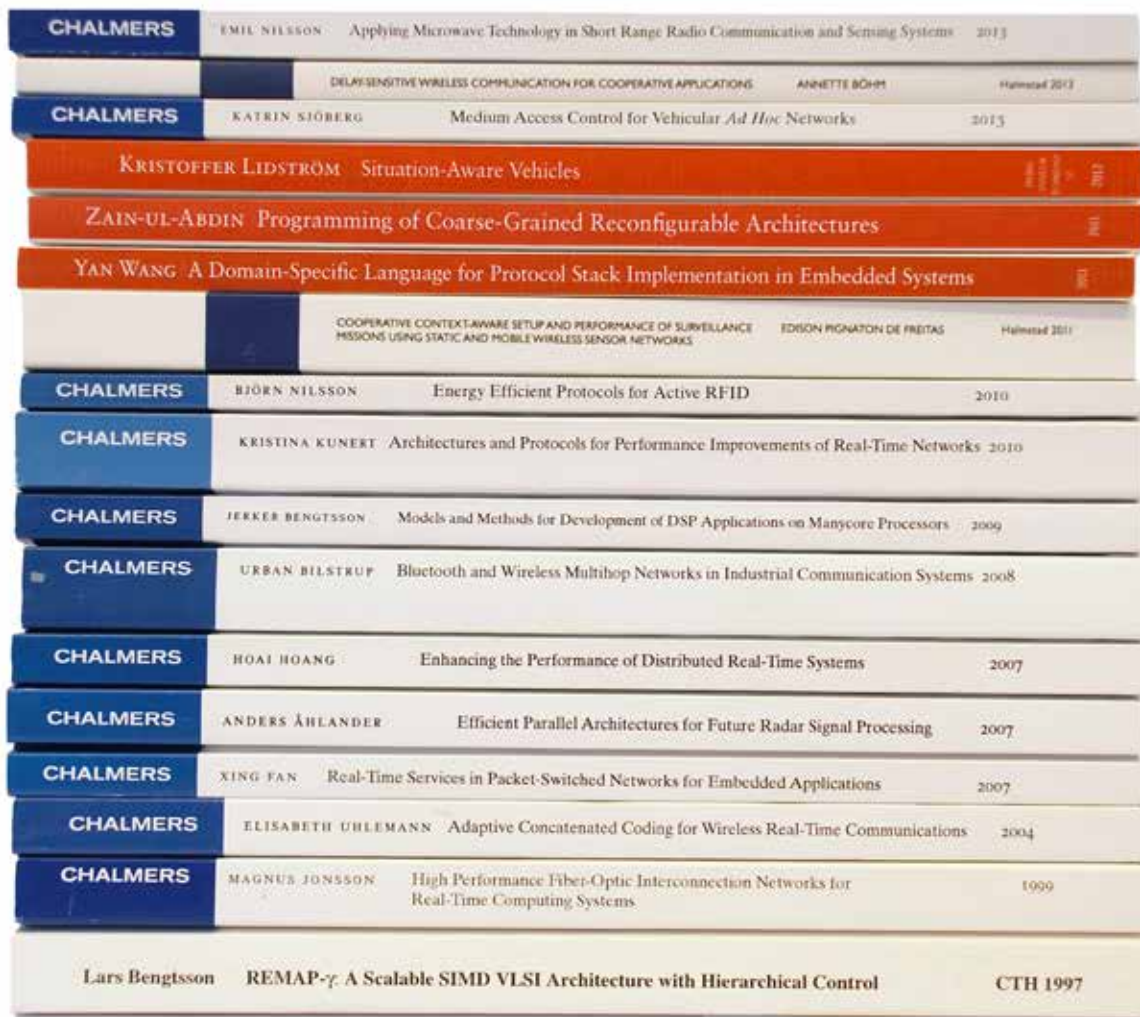 CHALMERS EMIL NILSSON Applying Microwave Technology in Short Range Radio Communication and Sensing Systems 2013
DELAY-SENSITIVE WIRELESS COMMUNICATION FOR COOPERATIVE APPLICATIONS ANNETTE BÖHM Halmstad 2013
CHALMERS KATRIN SJÖBERG Medium Access Control for Vehicular Ad Hoc Networks 2013
KRISTOFFER LIDSTRÖM Situation-Aware Vehicles 2012
ZAIN-UL-ABDIN Programming of Coarse-Grained Reconfigurable Architectures 2011
YAN WANG A Domain-Specific Language for Protocol Stack Implementation in Embedded Systems 2011
COOPERATIVE CONTEXT-AWARE SETUP AND PERFORMANCE OF SURVEILLANCE EDISON PIGNATON DE FREITAS Halmstad 2011
MISSIONS USING STATIC AND MOBILE WIRELESS SENSOR NETWORKS
CHALMERS BJÖRN NILSSON Energy Efficient Protocols for Active RFID 2010
CHALMERS KRISTINA KUNERT Architectures and Protocols for Performance Improvements of Real-Time Networks 2010
CHALMERS JERKER BENGTSSON Models and Methods for Development of DSP Applications on Manycore Processors 2009
CHALMERS URBAN BILSTRUP Bluetooth and Wireless Multihop Networks in Industrial Communication Systems 2008
CHALMERS HOAI HOANG Enhancing the Performance of Distributed Real-Time Systems 2007
CHALMERS ANDERS ÅHLANDER Efficient Parallel Architectures for Future Radar Signal Processing 2007
CHALMERS XING FAN Real-Time Services in Packet-Switched Networks for Embedded Applications 2007
CHALMERS ELISABETH UHLEMANN Adaptive Concatenated Coding for Wireless Real-Time Communications 2004
CHALMERS MAGNUS JONSSON High Performance Fiber-Optic Interconnection Networks for 1999
Real-Time Computing Systems
Lars Bengtsson REMAP-γ A Scalable SIMD VLSI Architecture with Hierarchical Control CTH 1997